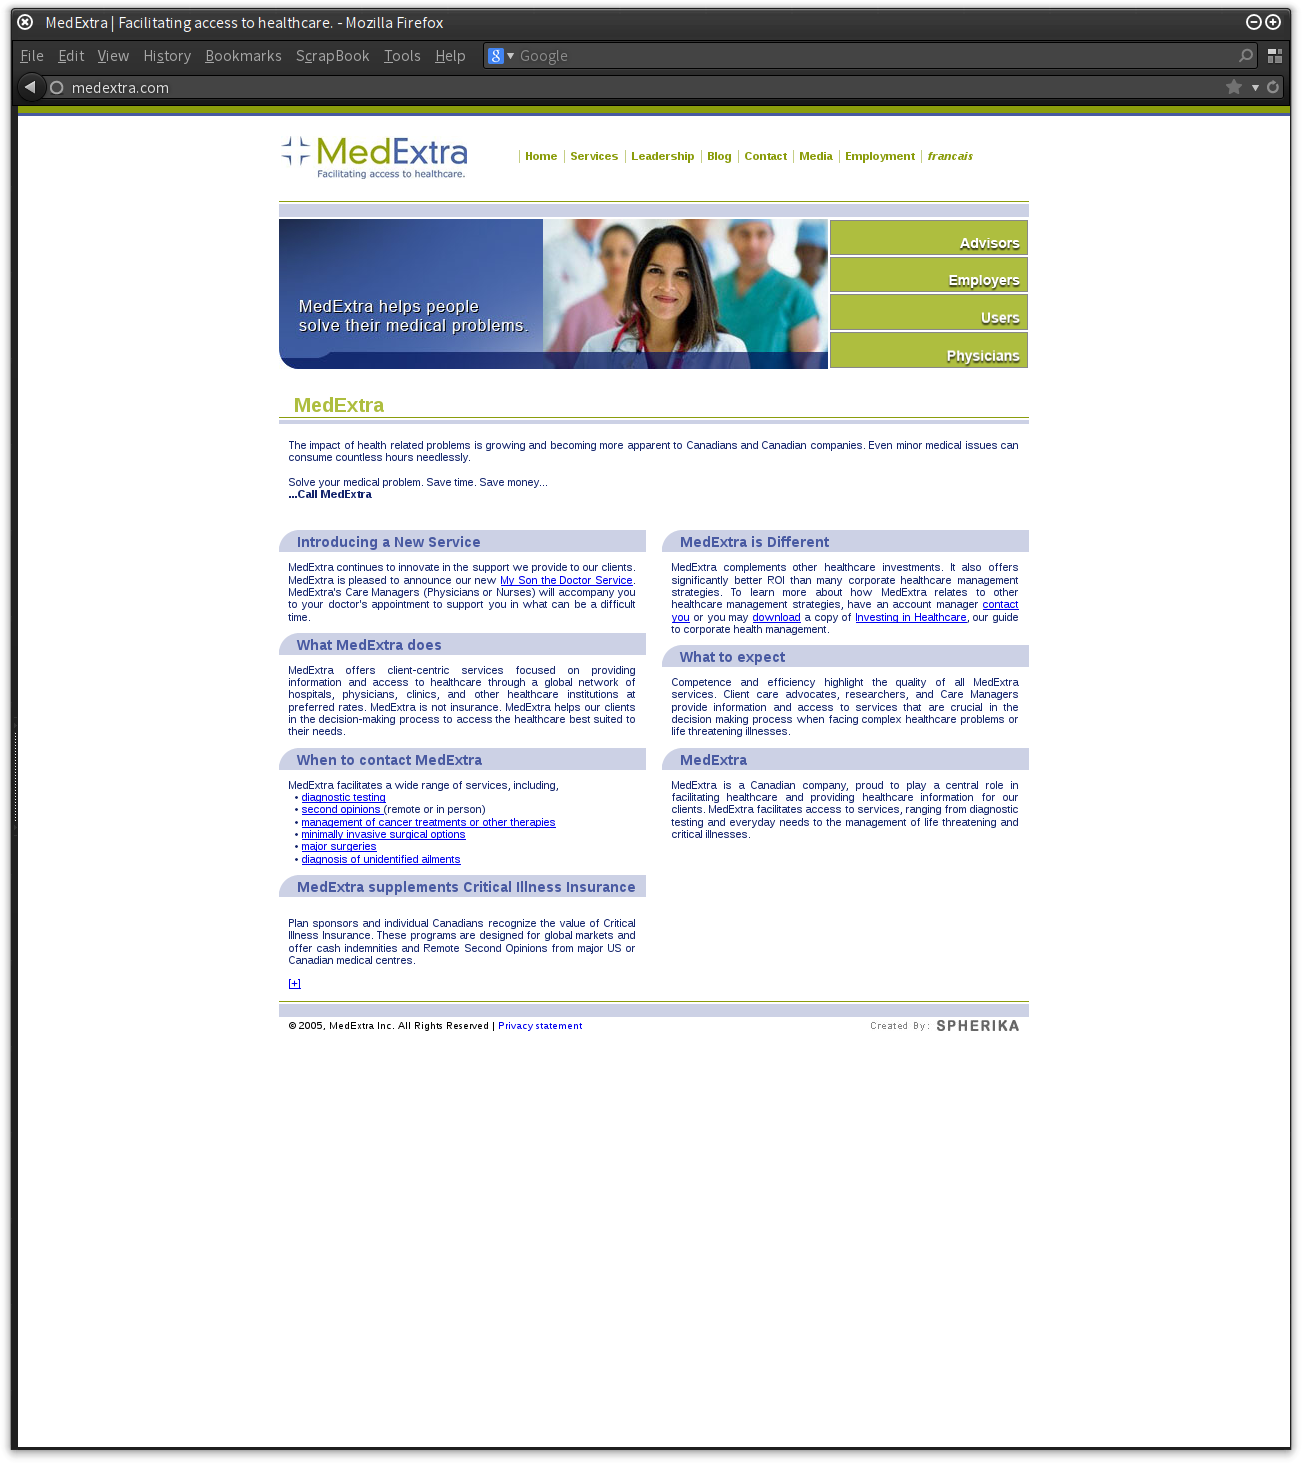 MedExtra | Facilitating access to healthcare. - Mozilla Firefox
File Edit View History Bookmarks ScrapBook Tools Help Google
medextra.com
MedExtra
Facilitating access to healthcare.
Home | Services | Leadership | Blog | Contact | Media | Employment | francais
MedExtra helps people
solve their medical problems.
Advisors
Employers
Users
Physicians
MedExtra
The impact of health related problems is growing and becoming more apparent to Canadians and Canadian companies. Even minor medical issues can
consume countless hours needlessly.
Solve your medical problem. Save time. Save money...
...Call MedExtra
Introducing a New Service
MedExtra continues to innovate in the support we provide to our clients.
MedExtra is pleased to announce our new My Son the Doctor Service.
MedExtra's Care Managers (Physicians or Nurses) will accompany you
to your doctor's appointment to support you in what can be a difficult
time.
What MedExtra does
MedExtra offers client-centric services focused on providing
information and access to healthcare through a global network of
hospitals, physicians, clinics, and other healthcare institutions at
preferred rates. MedExtra is not insurance. MedExtra helps our clients
in the decision-making process to access the healthcare best suited to
their needs.
When to contact MedExtra
MedExtra facilitates a wide range of services, including,
• diagnostic testing
• second opinions (remote or in person)
• management of cancer treatments or other therapies
• minimally invasive surgical options
• major surgeries
• diagnosis of unidentified ailments
MedExtra supplements Critical Illness Insurance
Plan sponsors and individual Canadians recognize the value of Critical
Illness Insurance. These programs are designed for global markets and
offer cash indemnities and Remote Second Opinions from major US or
Canadian medical centres.
[+]
MedExtra is Different
MedExtra complements other healthcare investments. It also offers
significantly better ROI than many corporate healthcare management
strategies. To learn more about how MedExtra relates to other
healthcare management strategies, have an account manager contact
you or you may download a copy of Investing in Healthcare, our guide
to corporate health management.
What to expect
Competence and efficiency highlight the quality of all MedExtra
services. Client care advocates, researchers, and Care Managers
provide information and access to services that are crucial in the
decision making process when facing complex healthcare problems or
life threatening illnesses.
MedExtra
MedExtra is a Canadian company, proud to play a central role in
facilitating healthcare and providing healthcare information for our
clients. MedExtra facilitates access to services, ranging from diagnostic
testing and everyday needs to the management of life threatening and
critical illnesses.
© 2005, MedExtra Inc. All Rights Reserved | Privacy statement
Created By: SPHERIKA